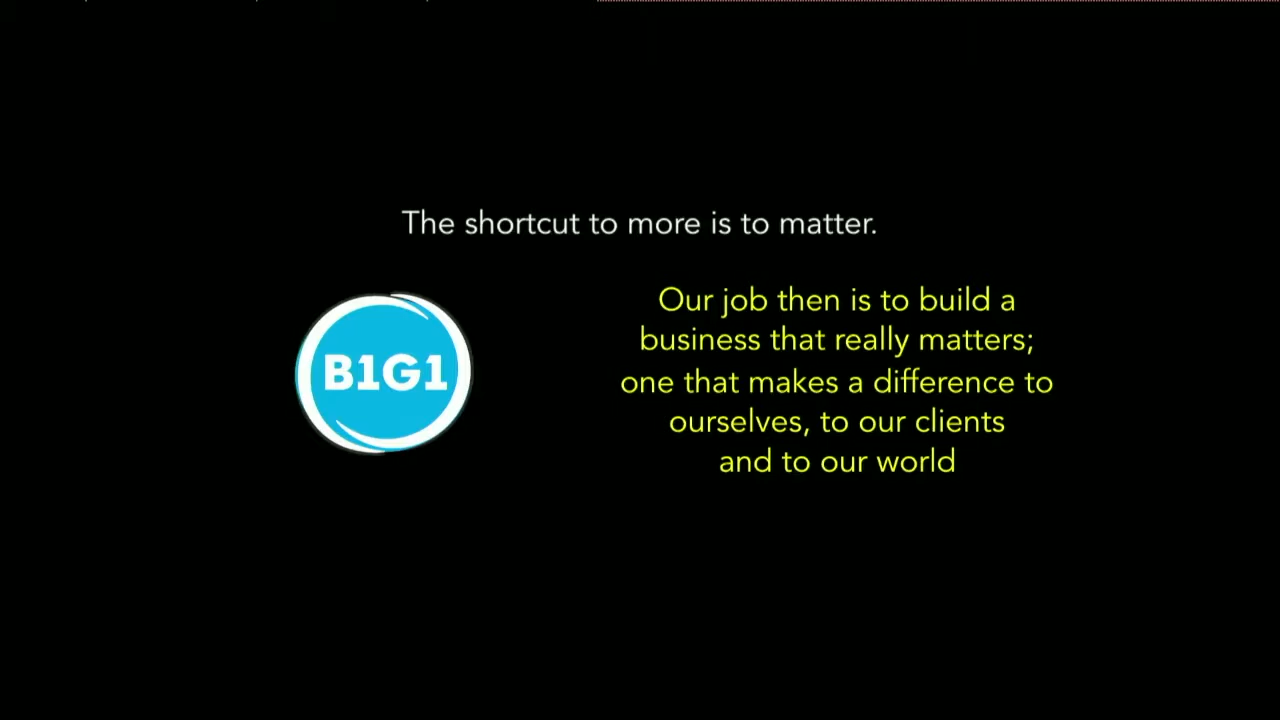 The shortcut to more is to matter.
B1G1
Our job then is to build a
business that really matters;
one that makes a difference to
ourselves, to our clients
and to our world